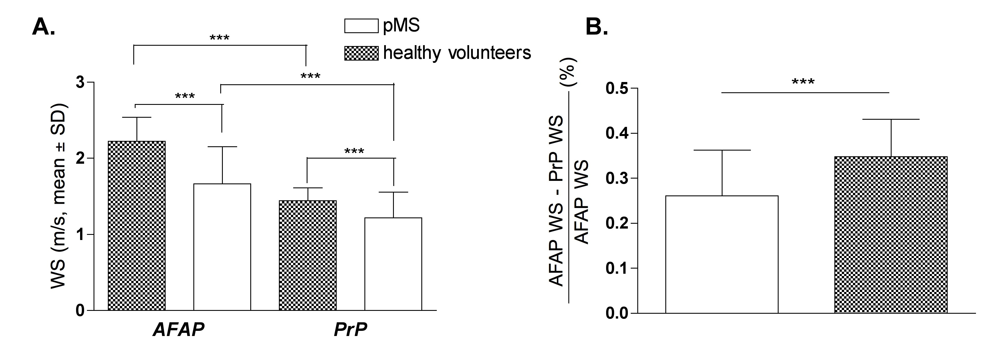 A.
pMS
healthy volunteers
***
***
***
***
WS (m/s, mean ± SD)
3
2
1
0
AFAP
PrP
B.
AFAP WS - PrP WS (%)
AFAP WS
***
0.5
0.4
0.3
0.2
0.1
0.0